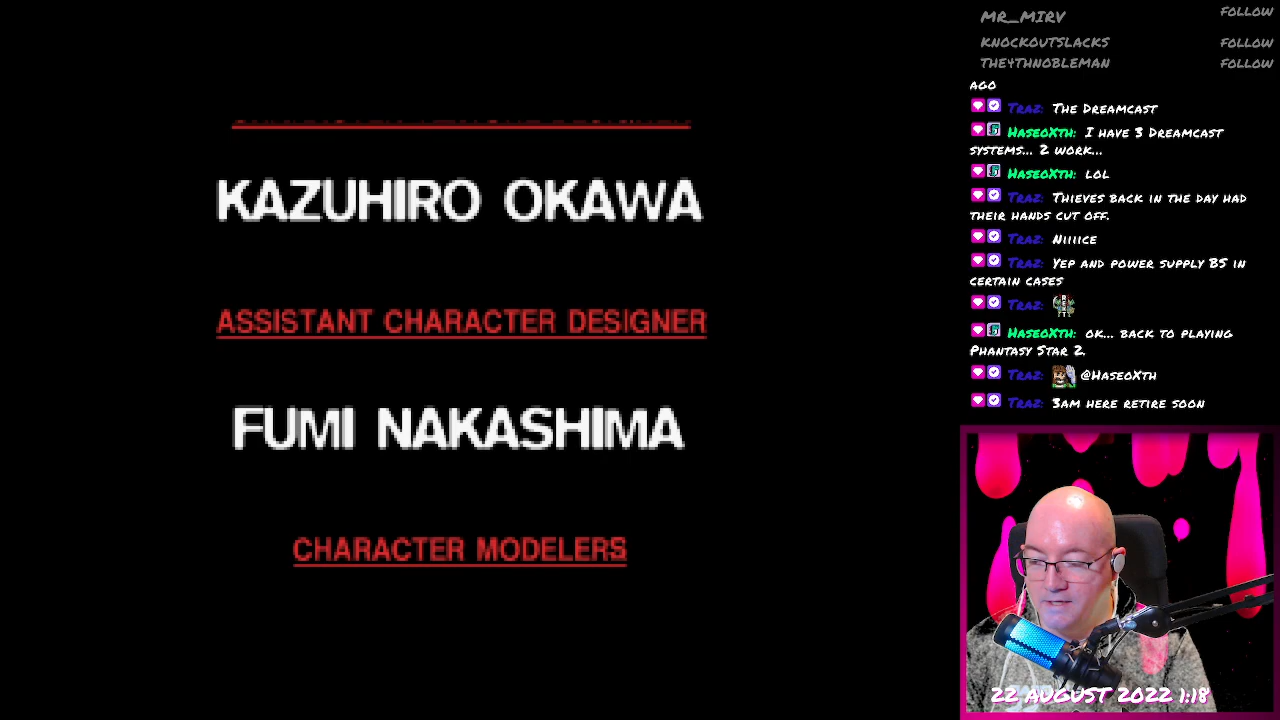 KAZUHIRO OKAWA
ASSISTANT CHARACTER DESIGNER
FUMI NAKASHIMA
CHARACTER MODELERS
MR_MIRV FOLLOW
KNOCKOUTSLACKS FOLLOW
THE4THNOBLEMAN FOLLOW
AGO
TRAZ: THE DREAMCAST
HASEOXTH: I HAVE 3 DREAMCAST
SYSTEMS... 2 WORK...
HASEOXTH: LOL
TRAZ: THIEVES BACK IN THE DAY HAD
THEIR HANDS CUT OFF.
TRAZ: NIIIICE
TRAZ: YEP AND POWER SUPPLY BS IN
CERTAIN CASES
TRAZ:
HASEOXTH: OK... BACK TO PLAYING
PHANTASY STAR 2.
TRAZ: @HASEOXTH
TRAZ: 3AM HERE RETIRE SOON
22 AUGUST 2022 1:18